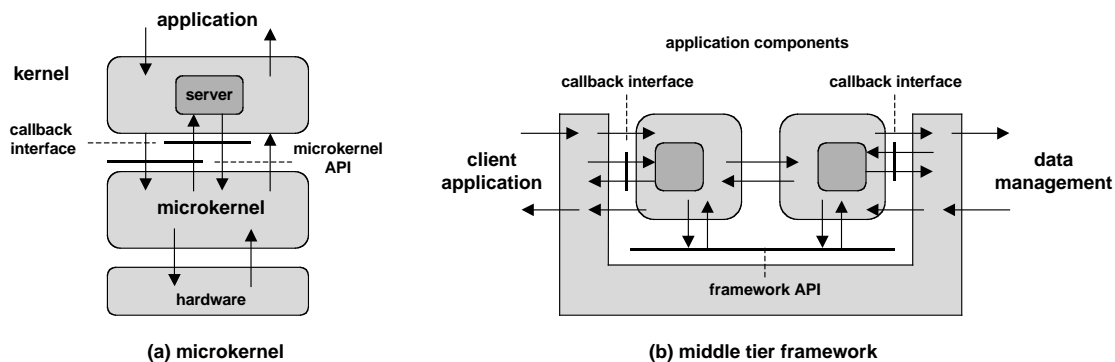 application
kernel
server
callback
interface
microkernel
API
microkernel
hardware
(a) microkernel
application components
callback interface
callback interface
client
application
data
management
framework API
(b) middle tier framework